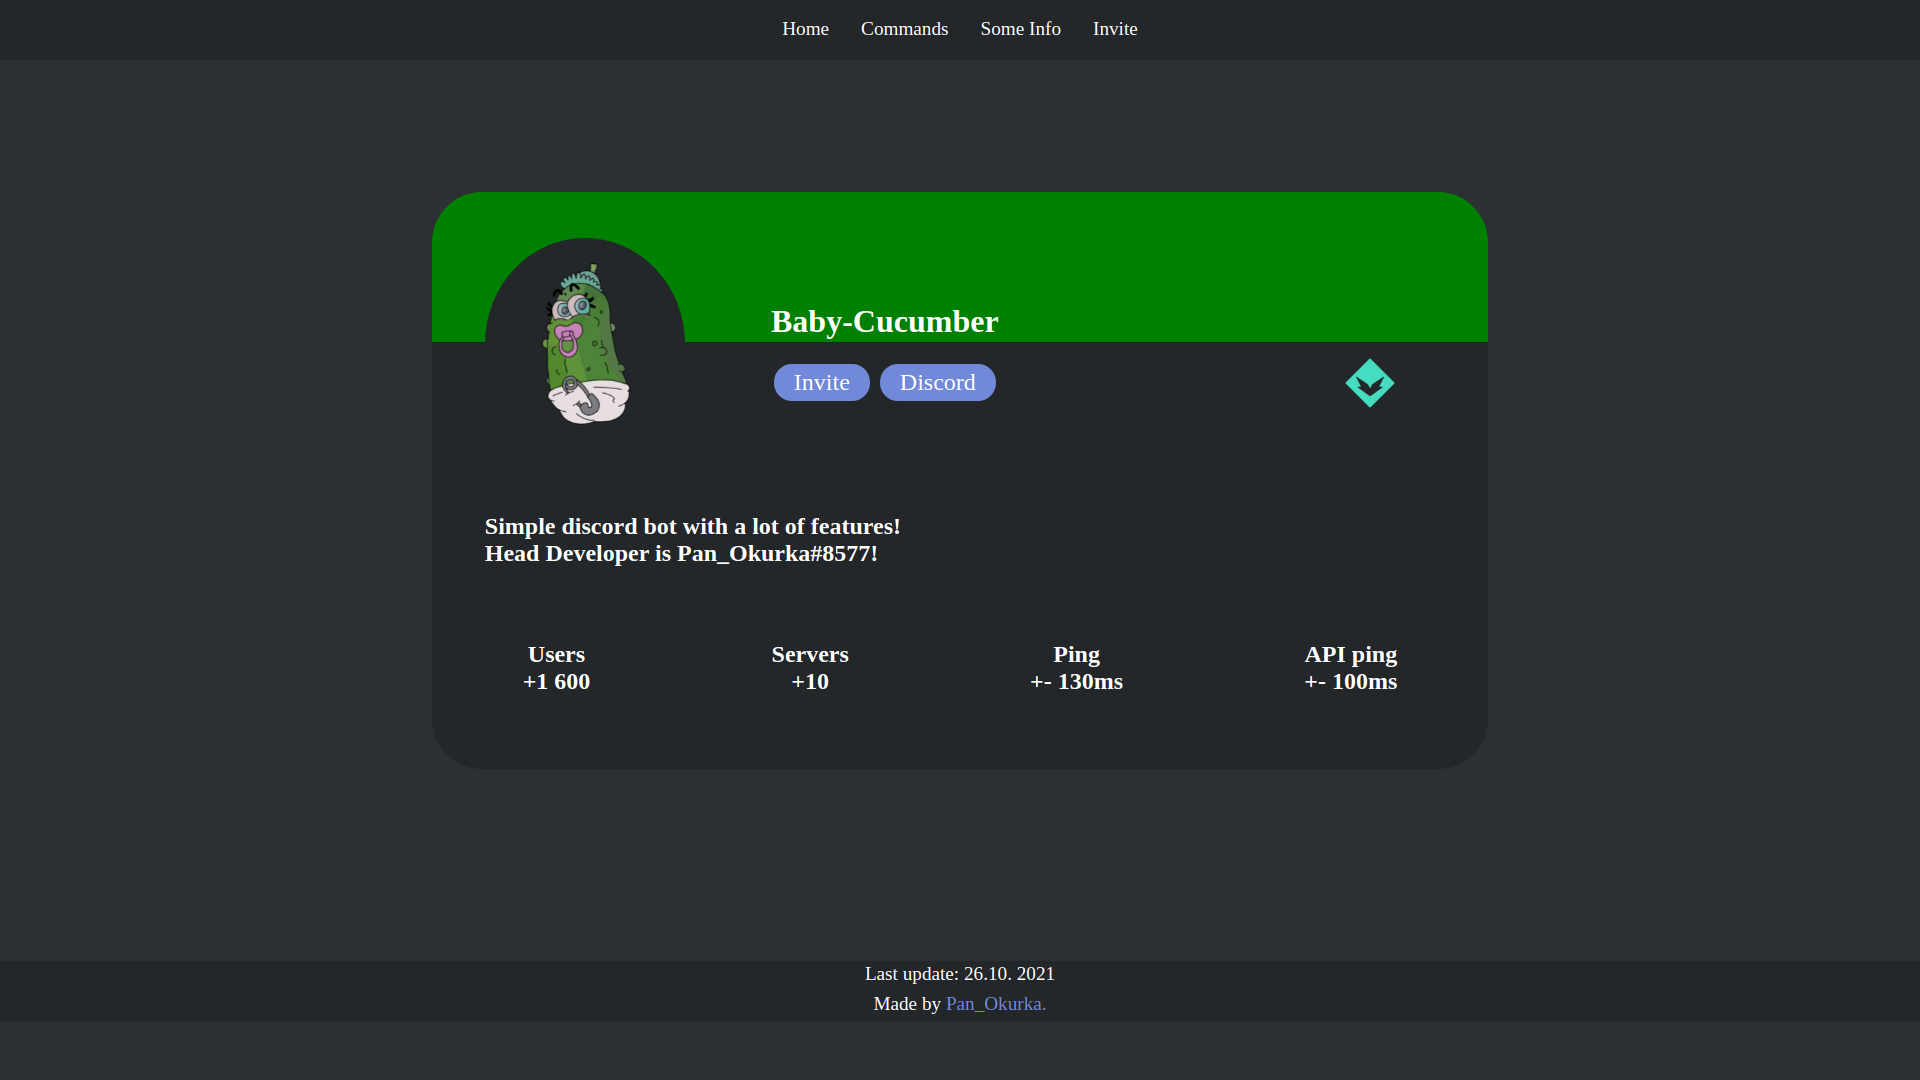 Home Commands Some Info Invite
Baby-Cucumber
Invite Discord
Simple discord bot with a lot of features!
Head Developer is Pan_Okurka#8577!
Users Servers Ping API ping
+1 600 +10 +- 130ms +- 100ms
Last update: 26.10. 2021
Made by Pan_Okurka.